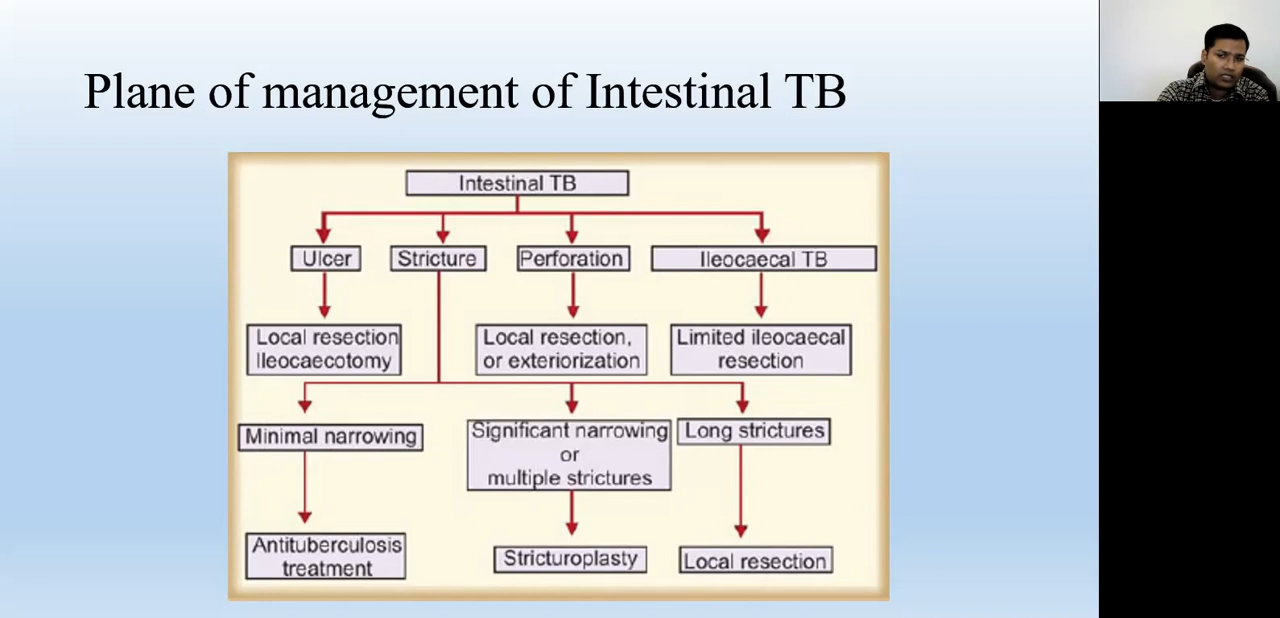 Plane of management of Intestinal TB
Intestinal TB
Ulcer
Stricture
Perforation
Ileocaecal TB
Local resection
Ileocaecotomy
Local resection,
or exteriorization
Limited ileocaecal
resection
Minimal narrowing
Significant narrowing
or
multiple strictures
Long strictures
Antituberculosis
treatment
Stricturoplasty
Local resection